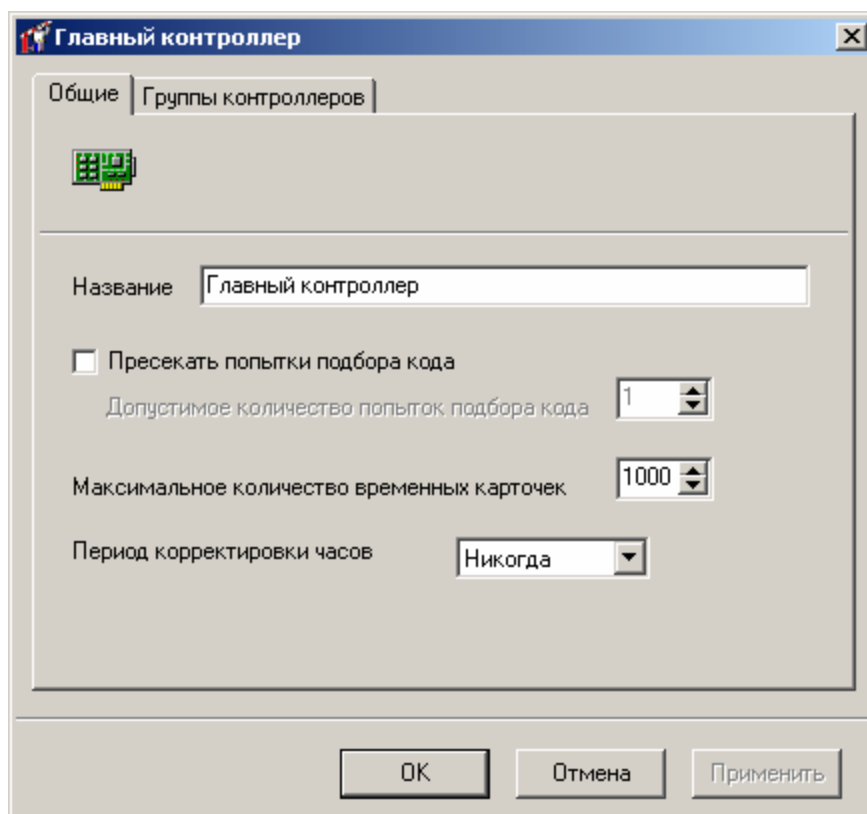 Главный контроллер
Общие Группы контроллеров
Название Главный контроллер
Пресекать попытки подбора кода
Допустимое количество попыток подбора кода 1
Максимальное количество временных карточек 1000
Период корректировки часов Никогда
OK Отмена Применить